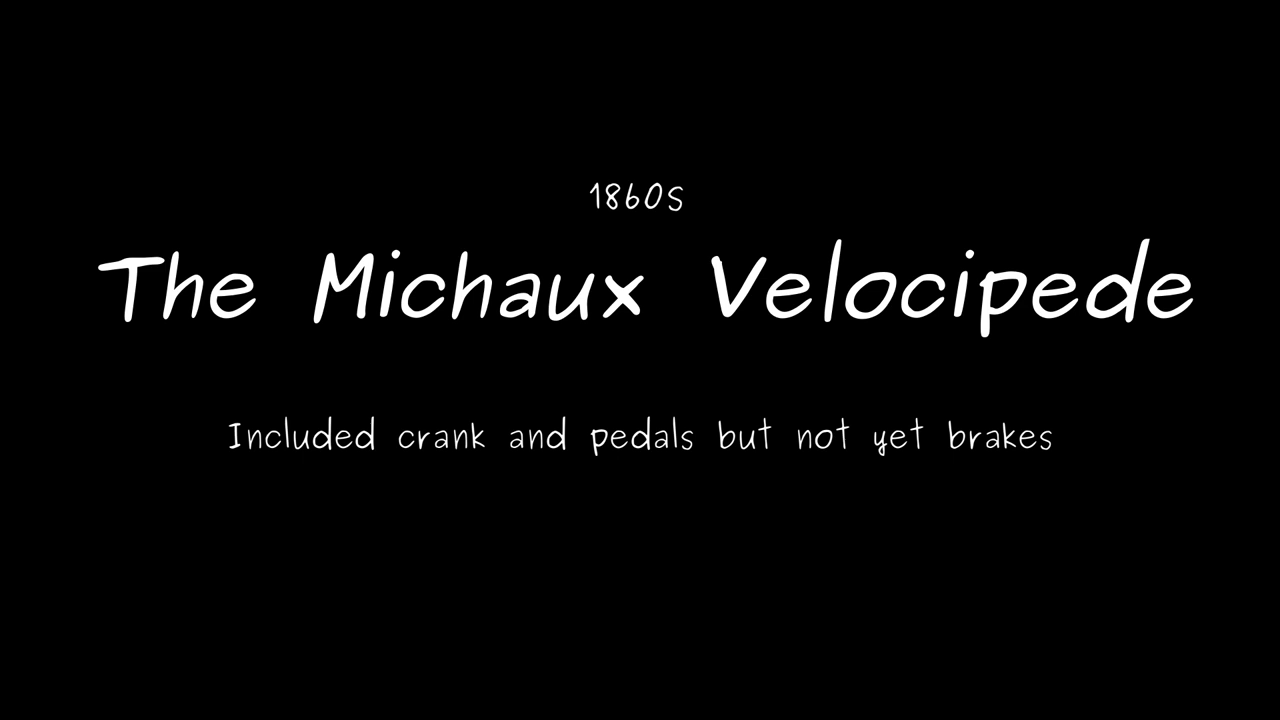 1860s
The Michaux Velocipede
Included crank and pedals but not yet brakes